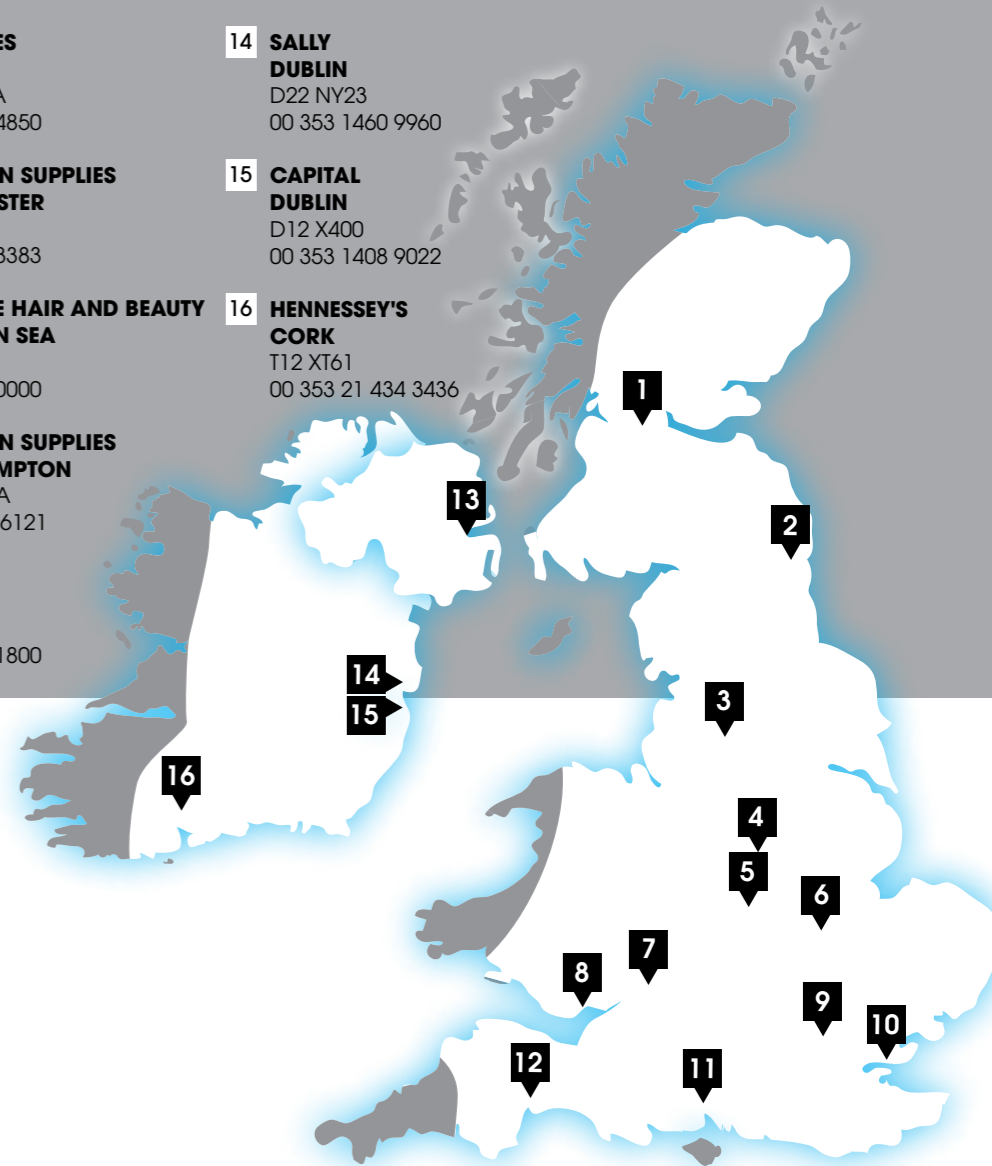 ES
A
4850
N SUPPLIES
STER
3383
E HAIR AND BEAUTY
N SEA
0000
N SUPPLIES
MPTON
A
6121
1800
14 SALLY
DUBLIN
D22 NY23
00 353 1460 9960
15 CAPITAL
DUBLIN
D12 X400
00 353 1408 9022
16 HENNESSEY'S
CORK
T12 XT61
00 353 21 434 3436
1
2
3
4
5
6
7
8
9
10
11
12
13
14
15
16